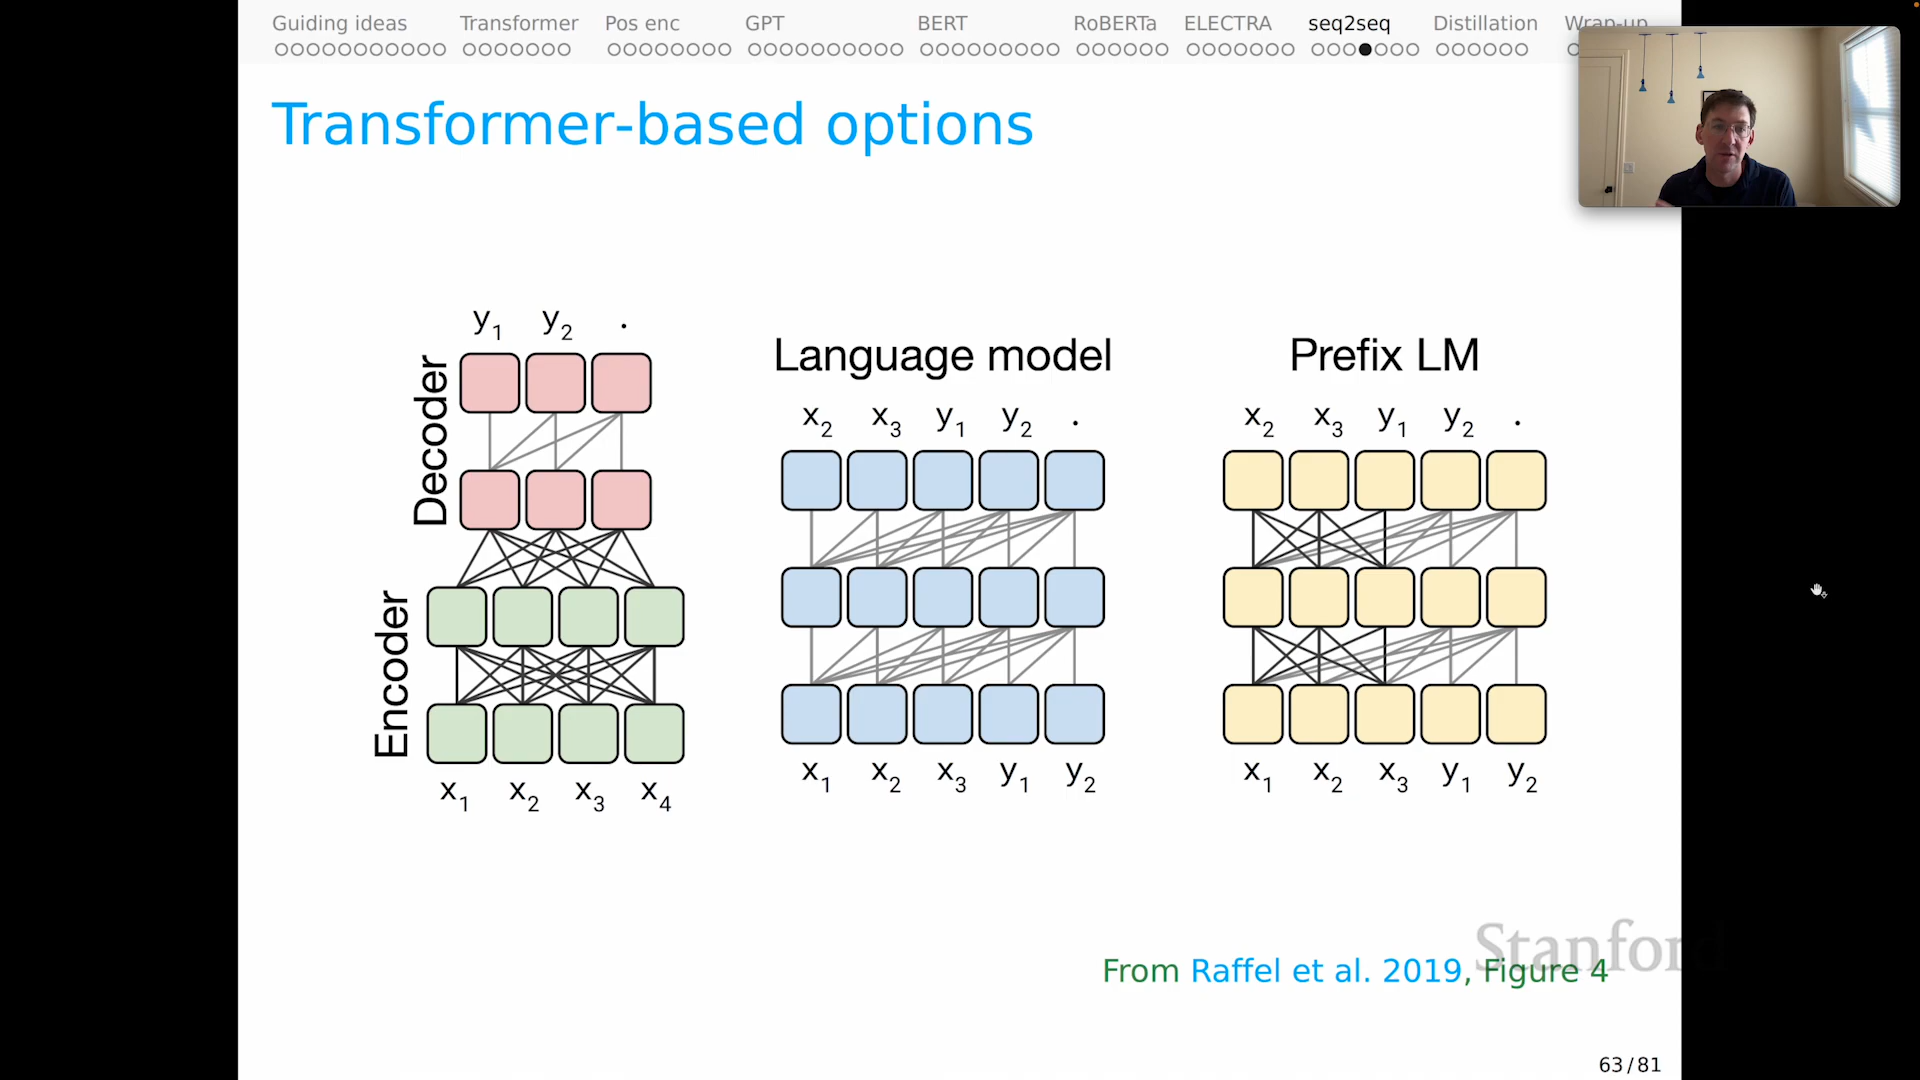 Guiding ideas Transformer Pos enc GPT BERT RoBERTa ELECTRA seq2seq Distillation Wrap-up
Transformer-based options
y1 y2 .
Decoder
Encoder
x1 x2 x3 x4
Language model
x2 x3 y1 y2 .
x1 x2 x3 y1 y2
Prefix LM
x2 x3 y1 y2 .
x1 x2 x3 y1 y2
Stanford
From Raffel et al. 2019, Figure 4
63/81